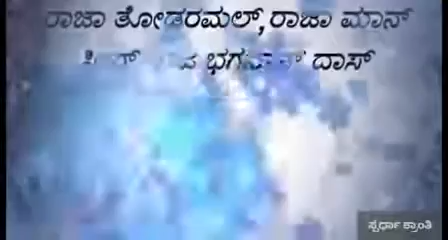 ರಾಜಾ ತೋಡರಮಲ್,ರಾಜಾ ಮಾನ್
ದಾಸ್
ಸ್ಪರ್ಧಾ ಕ್ರಾಂತಿ